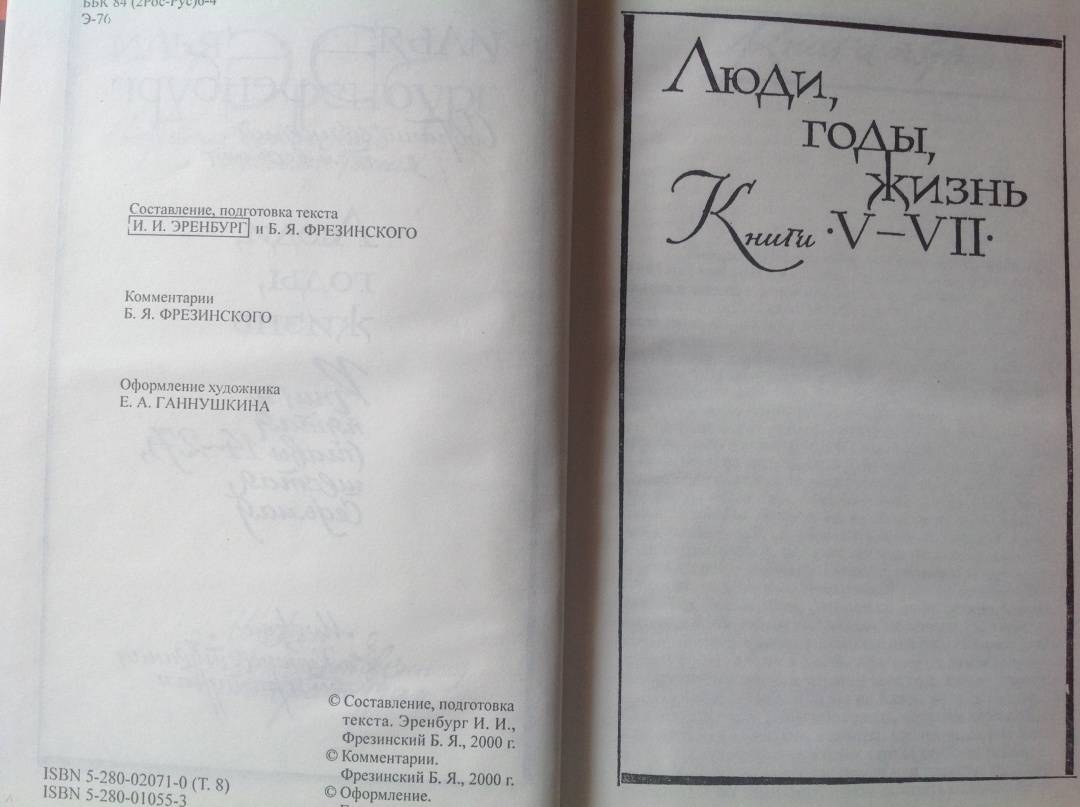 ББК 84 (2Рос-Рус)6-4
Э-76
Составление, подготовка текста
И. И. ЭРЕНБУРГ и Б. Я. ФРЕЗИНСКОГО
Комментарии
Б. Я. ФРЕЗИНСКОГО
Оформление художника
Е. А. ГАННУШКИНА
© Составление, подготовка
текста. Эренбург И. И.,
Фрезинский Б. Я., 2000 г.
© Комментарии.
Фрезинский Б. Я., 2000 г.
© Оформление.
ISBN 5-280-02071-0 (Т. 8)
ISBN 5-280-01055-3
Люди,
годы,
жизнь
Книги ·V–VII·